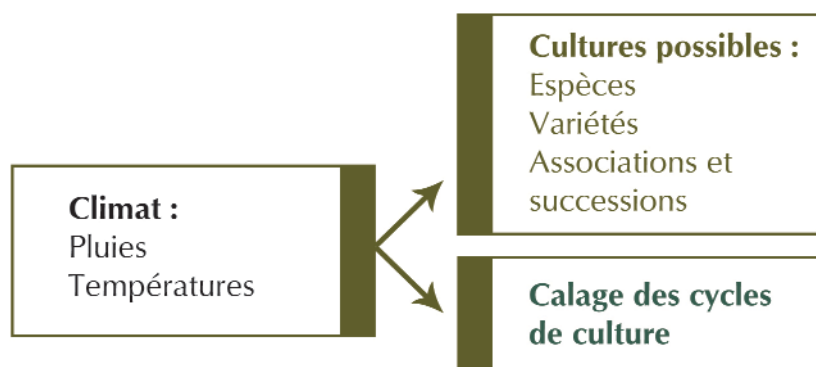 Climat :
Pluies
Températures
Cultures possibles :
Espèces
Variétés
Associations et
successions
Calage des cycles
de culture